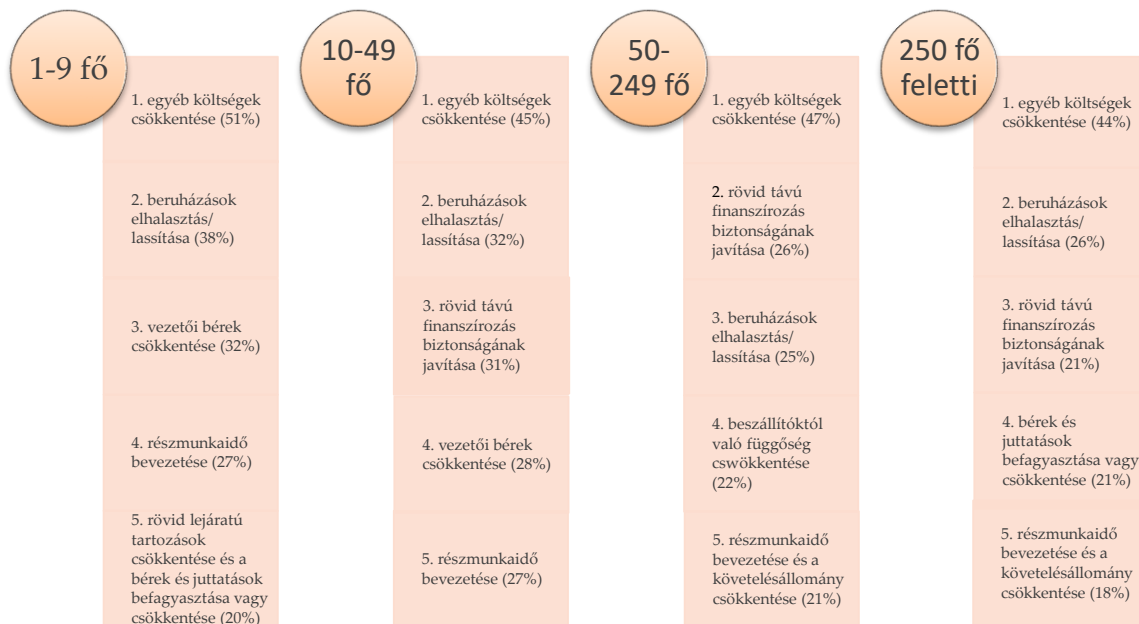 1-9 fő
1. egyéb költségek
csökkentése (51%)
2. beruházások
elhalasztás/
lassítása (38%)
3. vezetői bérek
csökkentése (32%)
4. részmunkaidő
bevezetése (27%)
5. rövid lejáratú
tartozások
csökkentése és a
bérek és juttatások
befagyasztása vagy
csökkentése (20%)
10-49
fő
1. egyéb költségek
csökkentése (45%)
2. beruházások
elhalasztás/
lassítása (32%)
3. rövid távú
finanszírozás
biztonságának
javítása (31%)
4. vezetői bérek
csökkentése (28%)
5. részmunkaidő
bevezetése (27%)
50-
249 fő
1. egyéb költségek
csökkentése (47%)
2. rövid távú
finanszírozás
biztonságának
javítása (26%)
3. beruházások
elhalasztás/
lassítása (25%)
4. beszállítóktól
való függőség
cswökkentése
(22%)
5. részmunkaidő
bevezetése és a
követelésállomány
csökkentése (21%)
250 fő
feletti
1. egyéb költségek
csökkentése (44%)
2. beruházások
elhalasztás/
lassítása (26%)
3. rövid távú
finanszírozás
biztonságának
javítása (21%)
4. bérek és
juttatások
befagyasztása vagy
csökkentése (21%)
5. részmunkaidő
bevezetése és a
követelésállomány
csökkentése (18%)